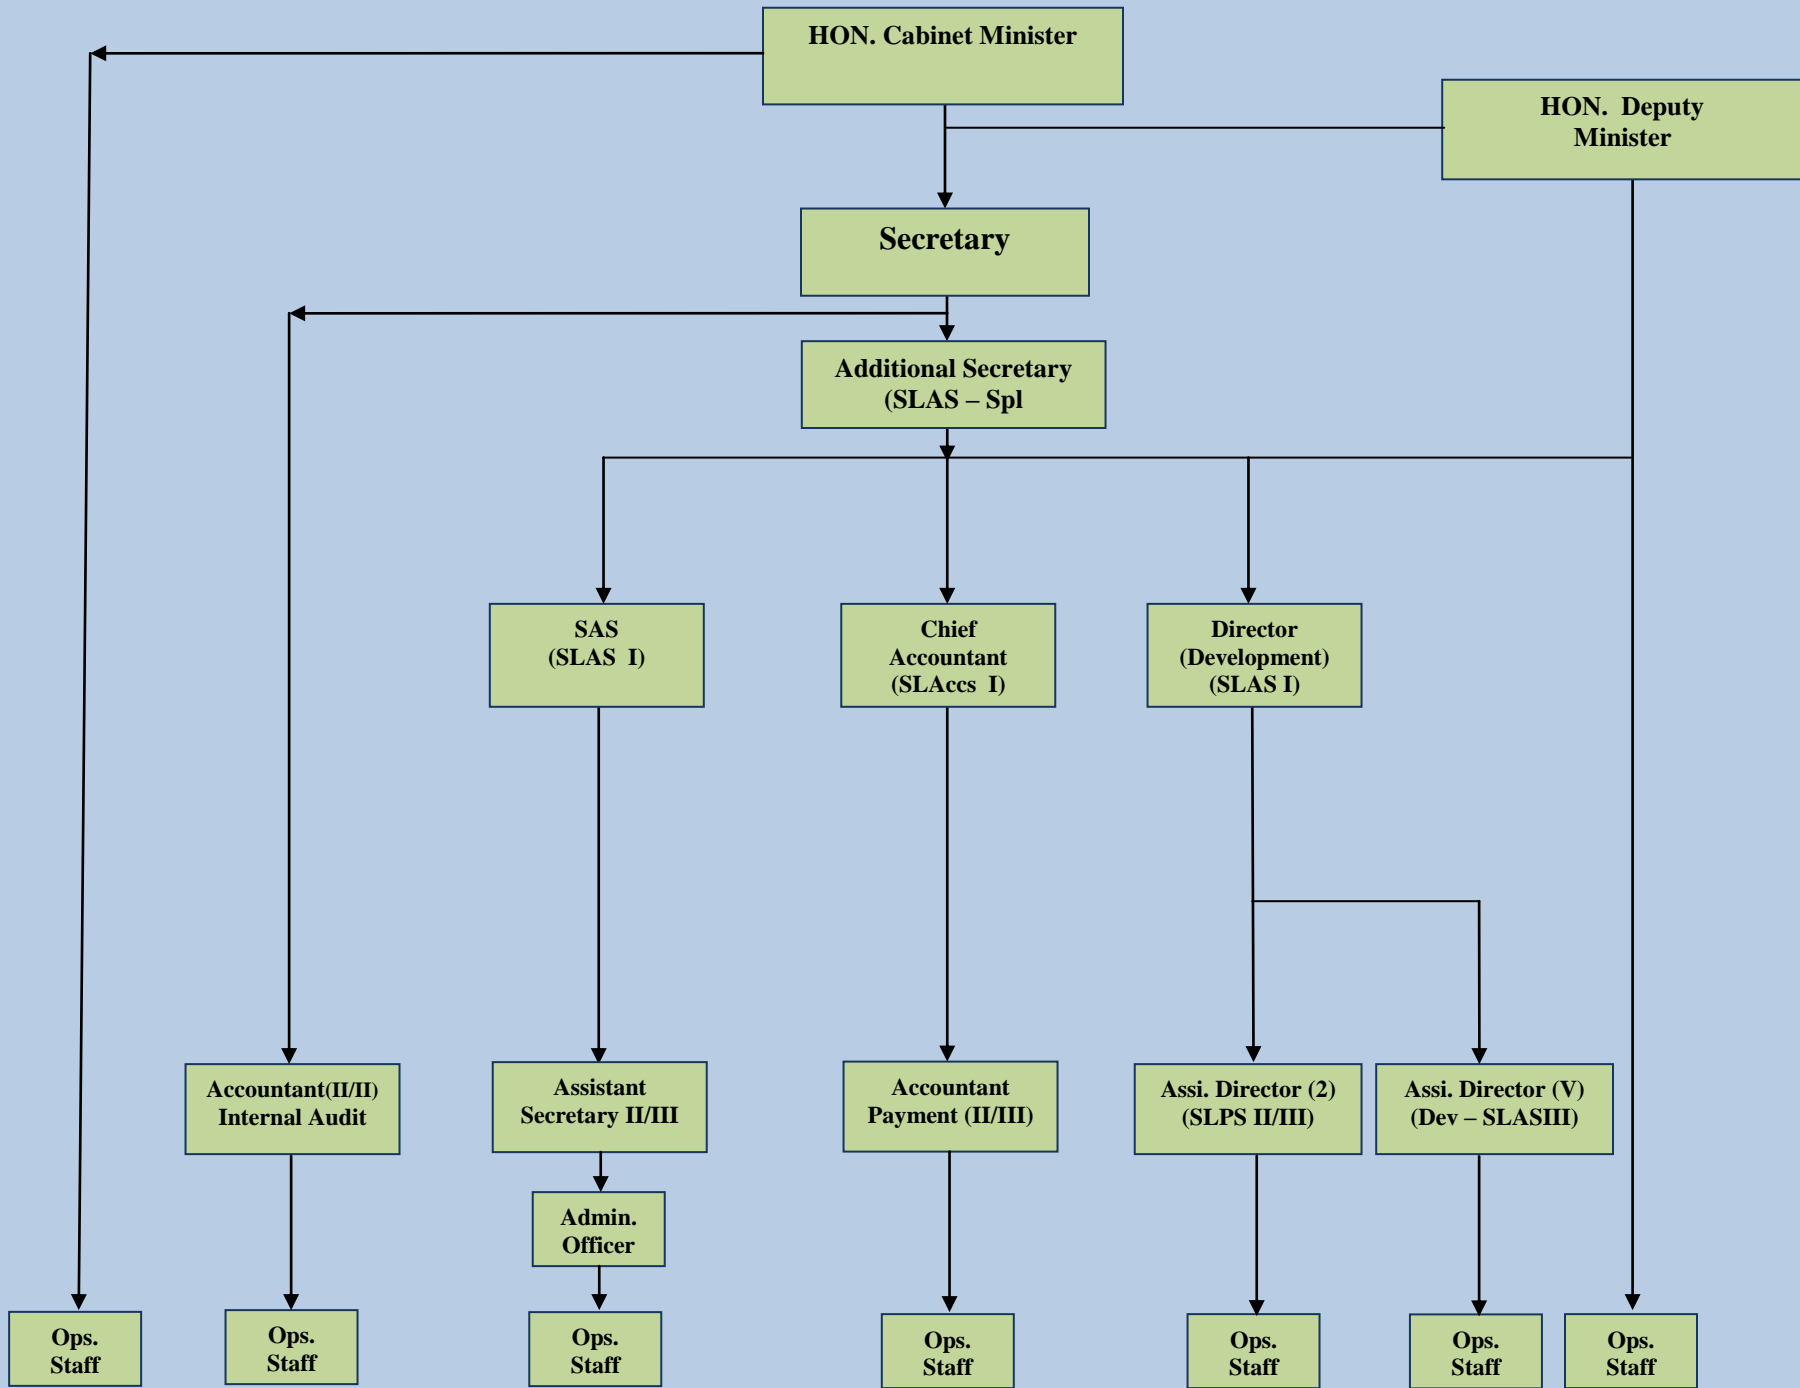 HON. Cabinet Minister
HON. Deputy
Minister
Secretary
Additional Secretary
(SLAS – Spl
SAS
(SLAS I)
Chief
Accountant
(SLAccs I)
Director
(Development)
(SLAS I)
Accountant(II/II)
Internal Audit
Assistant
Secretary II/III
Accountant
Payment (II/III)
Assi. Director (2)
(SLPS II/III)
Assi. Director (V)
(Dev – SLASIII)
Admin.
Officer
Ops.
Staff
Ops.
Staff
Ops.
Staff
Ops.
Staff
Ops.
Staff
Ops.
Staff
Ops.
Staff